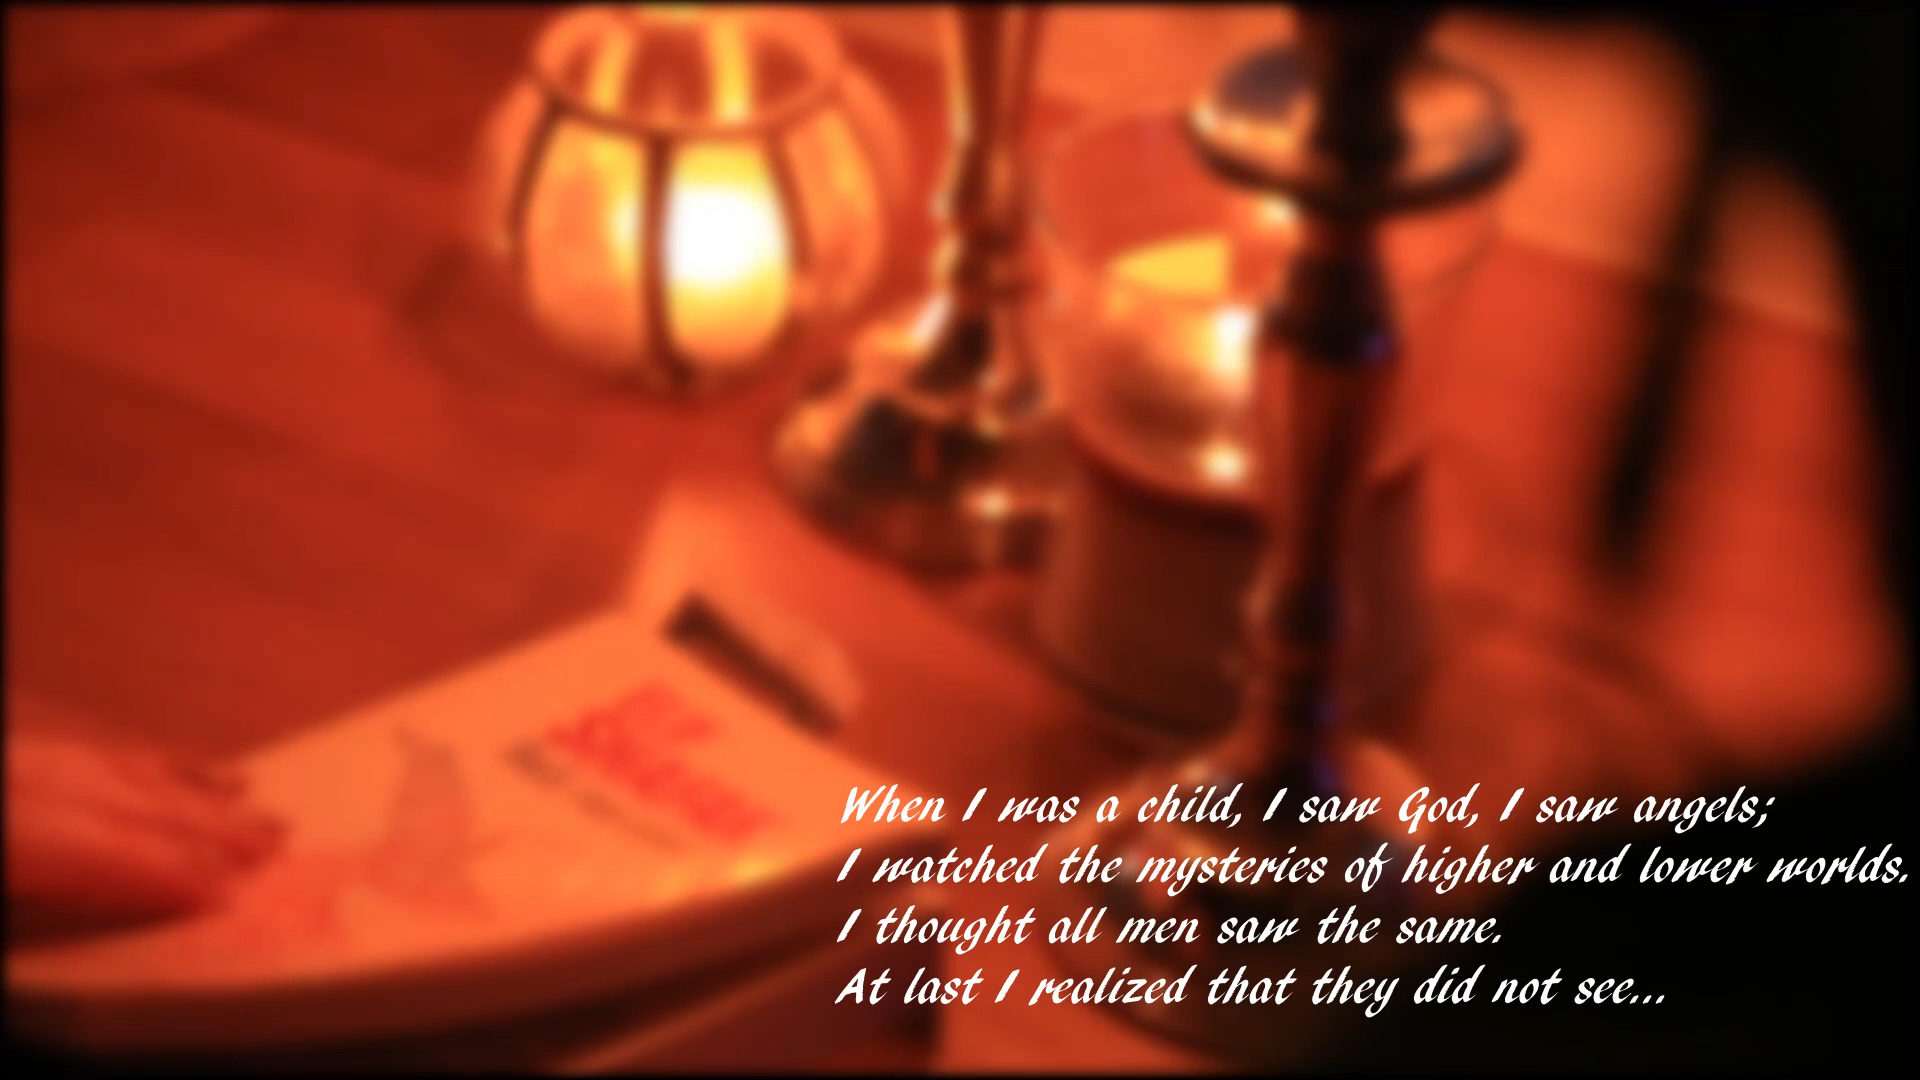 When I was a child, I saw God, I saw angels;
I watched the mysteries of higher and lower worlds.
I thought all men saw the same.
At last I realized that they did not see...